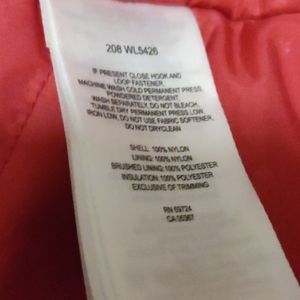 208 WL5426
IF PRESENT CLOSE HOOK AND
LOOP FASTENER.
MACHINE WASH COLD PERMANENT PRESS
POWDERED DETERGENT.
WASH SEPARATELY, DO NOT BLEACH.
TUMBLE DRY PERMANENT PRESS LOW.
IRON LOW. DO NOT USE FABRIC SOFTENER.
DO NOT DRYCLEAN
SHELL: 100% NYLON
LINING: 100% NYLON
BRUSHED LINING: 100% POLYESTER
INSULATION: 100% POLYESTER
EXCLUSIVE OF TRIMMING
RN 69724
CA 05367